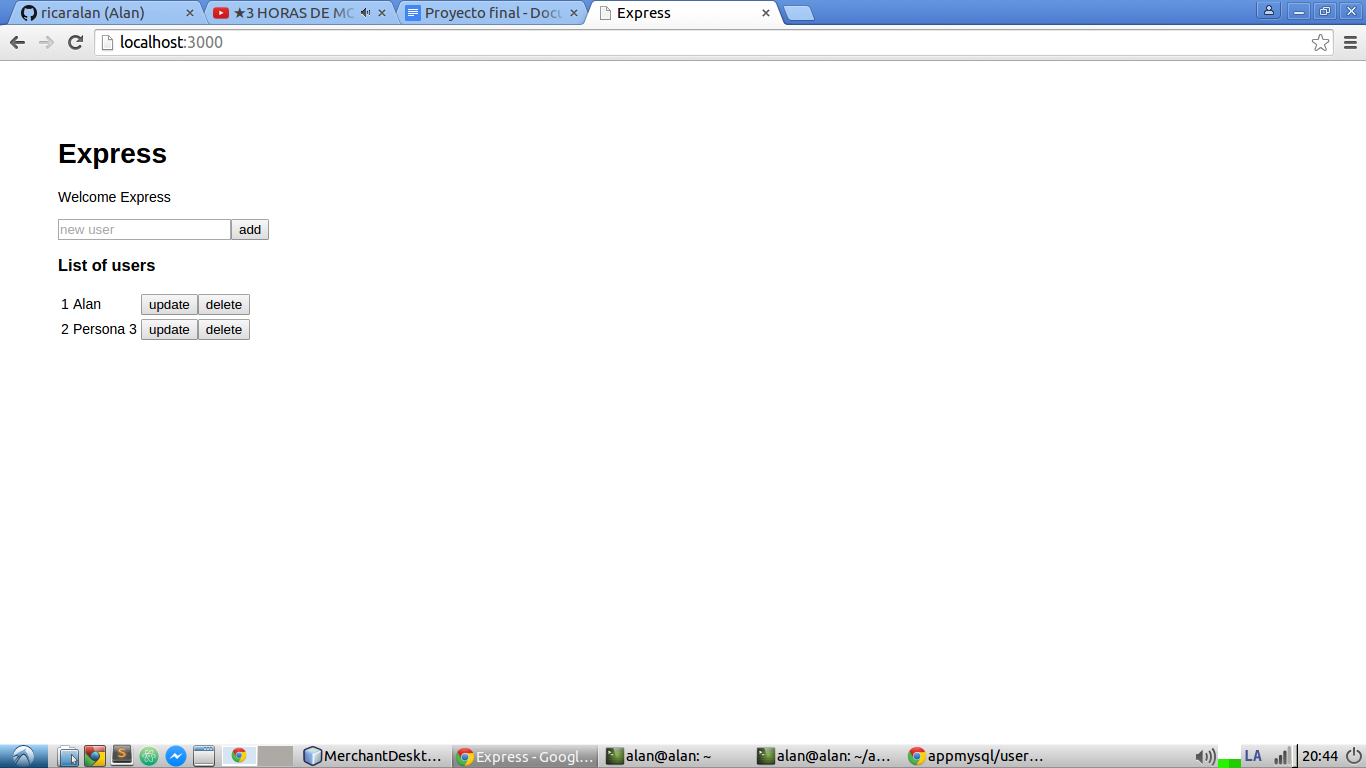 ricaralan (Alan)
★3 HORAS DE MC
Proyecto final - Docu
Express
localhost:3000
Express
Welcome Express
new user add
List of users
1 Alan update delete
2 Persona 3 update delete
MerchantDeskt...
Express - Googl...
alan@alan: ~
alan@alan: ~/a...
appmysql/user...
LA
20:44